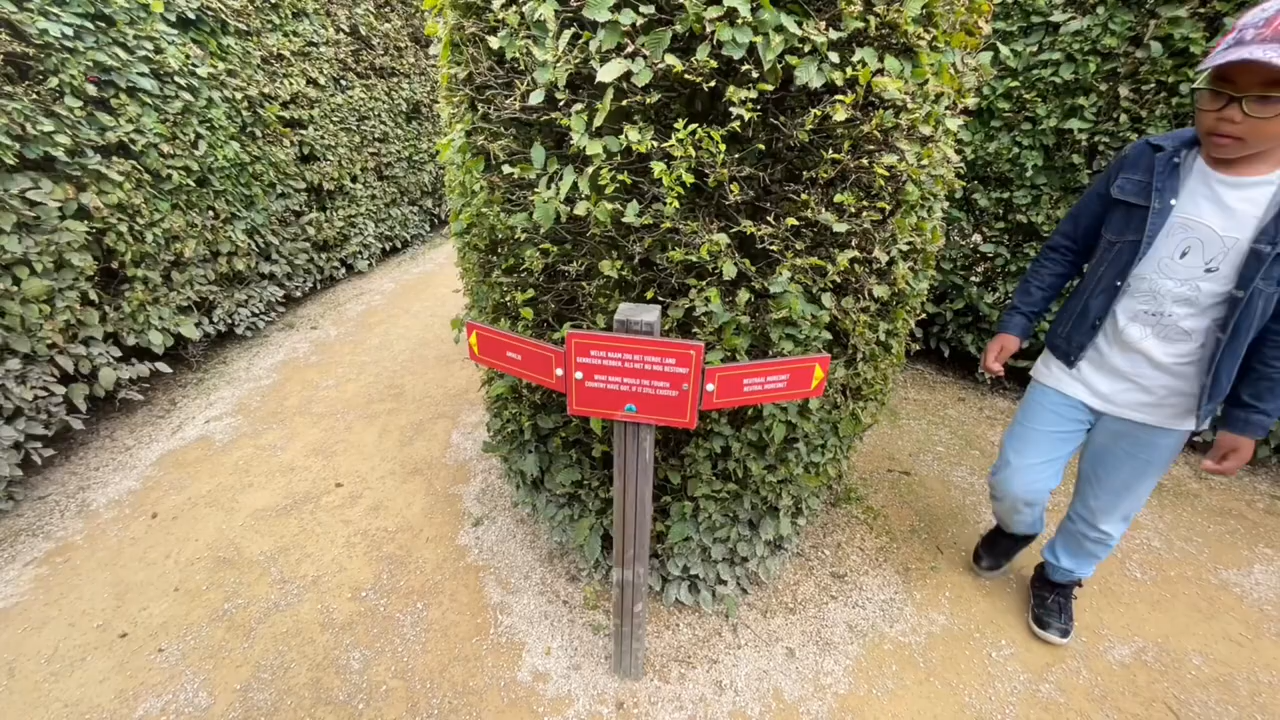 AMIKEJO
WELKE NAAM ZOU HET VIERDE LAND
GEKREGEN HEBBEN, ALS HET NU NOG BESTOND?
WHAT NAME WOULD THE FOURTH
COUNTRY HAVE GOT, IF IT STILL EXISTED?
NEUTRAAL MORESNET
NEUTRAL MORESNET